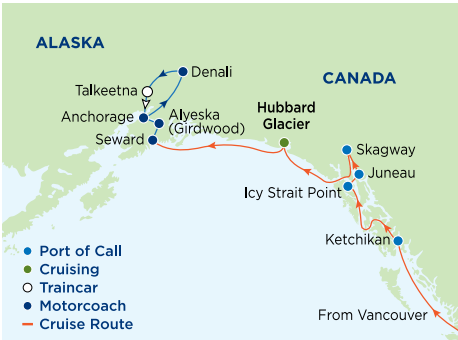 ALASKA
Denali
CANADA
Talkeetna
Hubbard
Glacier
Anchorage
Alyeska
(Girdwood)
Seward
Skagway
Juneau
Icy Strait Point
Ketchikan
Port of Call
Cruising
Traincar
Motorcoach
Cruise Route
From Vancouver